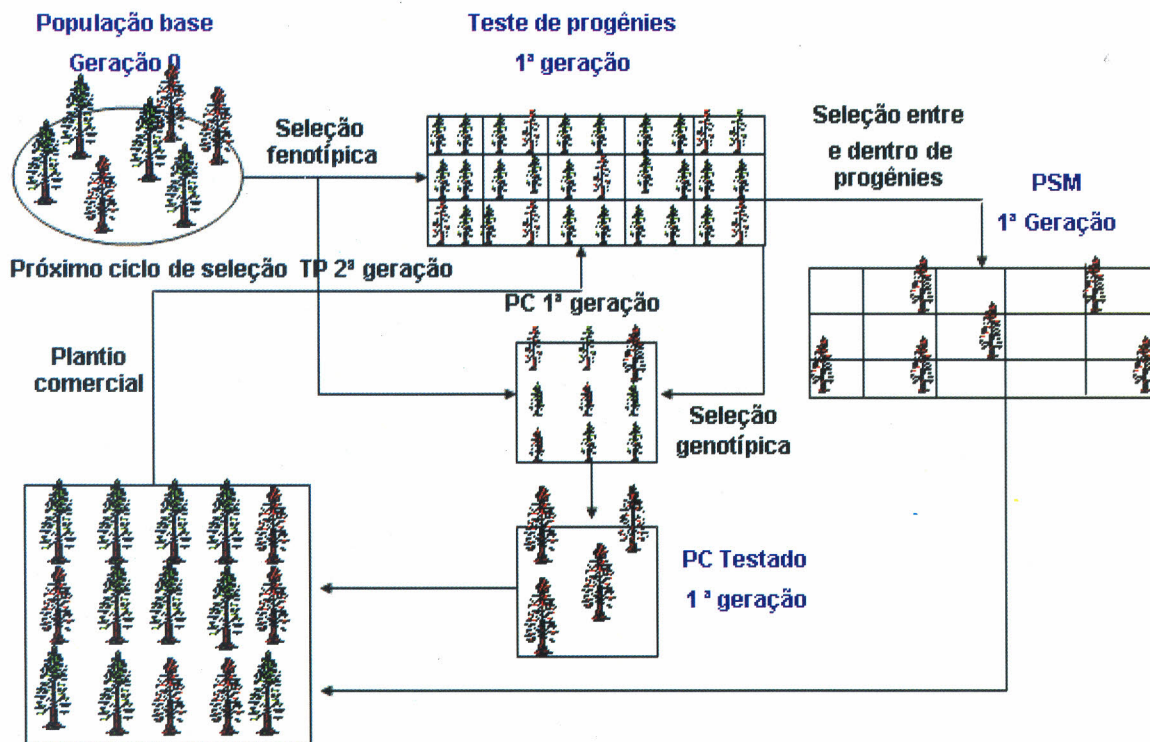 População base
Geração 0
Teste de progênies
1ª geração
Seleção
fenotípica
Seleção entre
e dentro de
progênies
PSM
1ª Geração
Próximo ciclo de seleção TP 2ª geração
PC 1ª geração
Plantio
comercial
Seleção
genotípica
PC Testado
1 ª geração